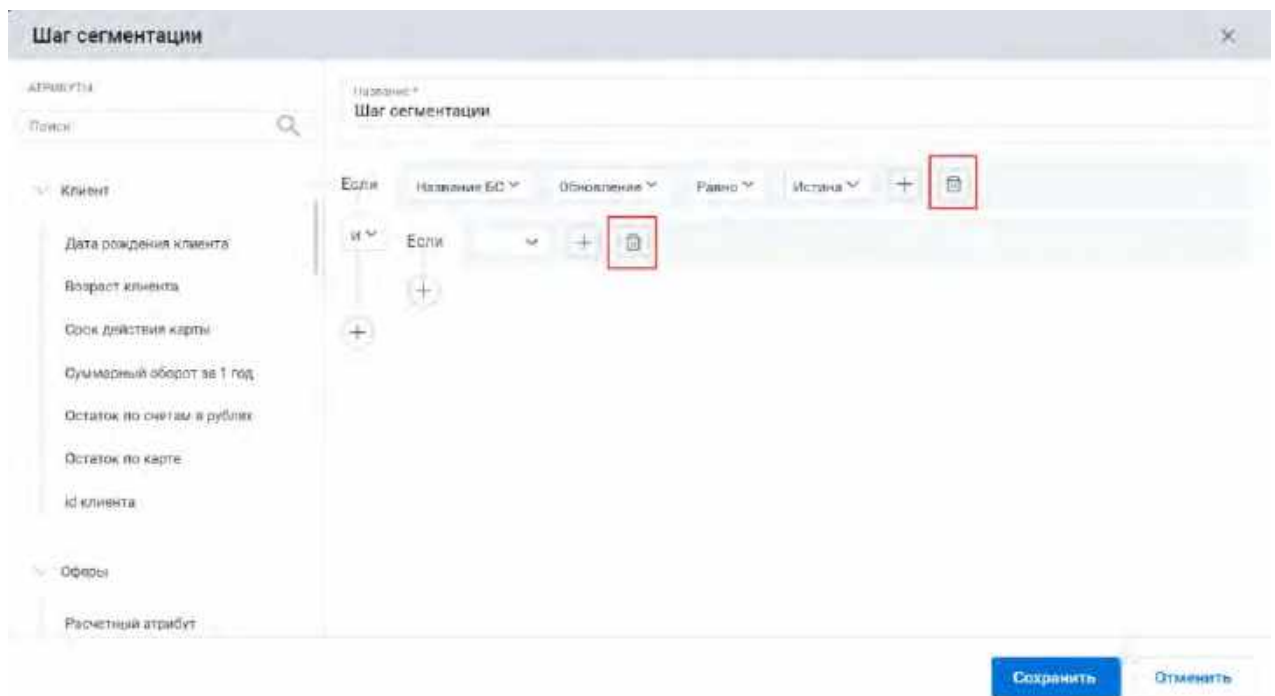 Шаг сегментации
АТРИБУТЫ
Поиск
Клиент
Дата рождения клиента
Возраст клиента
Срок действия карты
Суммарный оборот за 1 год
Остаток по счетам в рублях
Остаток по карте
id клиента
Оферы
Расчетный атрибут
Название *
Шаг сегментации
Если Название БС Обновление Равно Истина
и Если
Сохранить Отменить